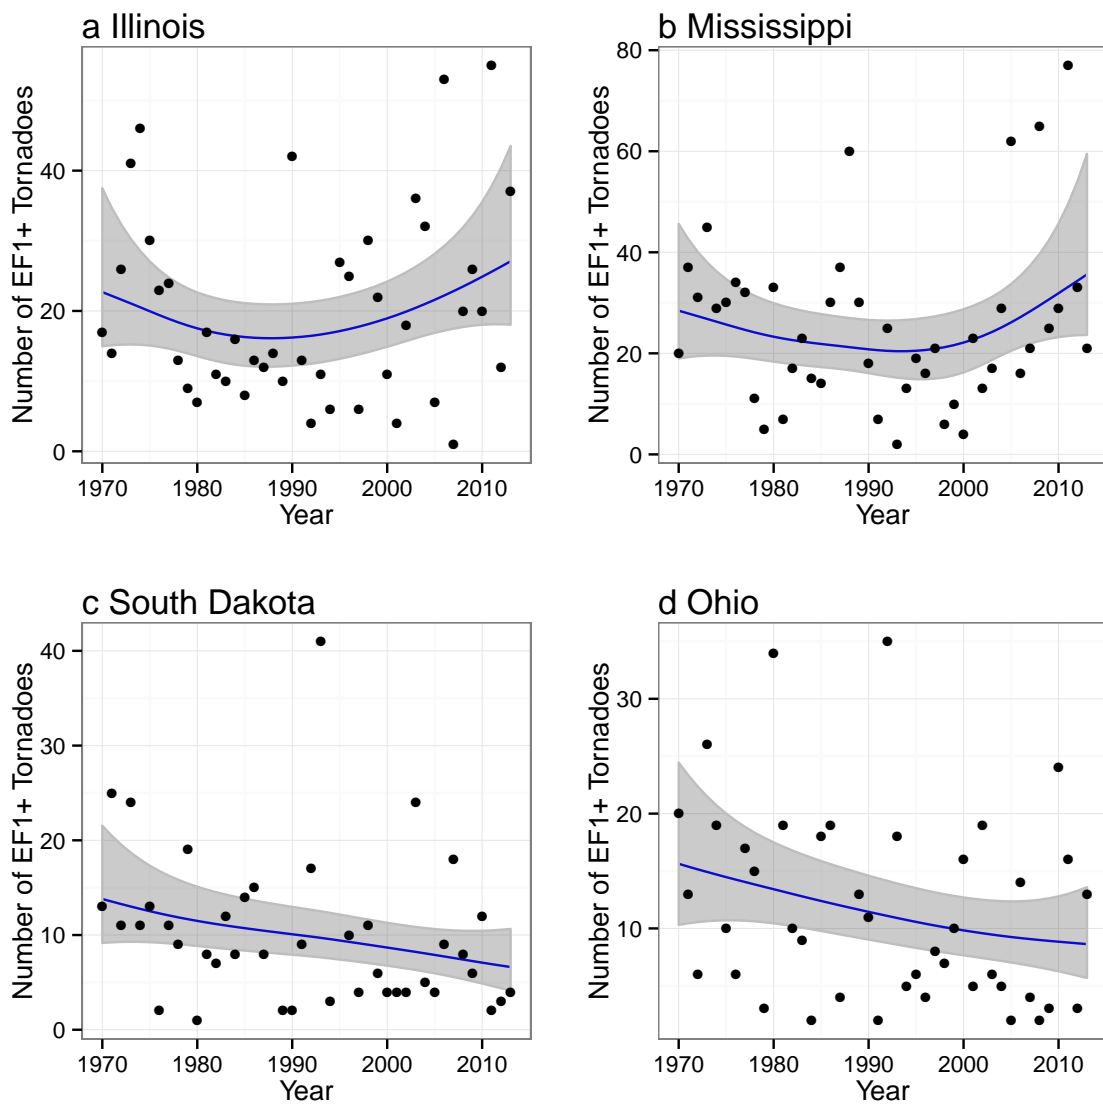 a Illinois
Number of EF1+ Tornadoes
40
20
0
1970 1980 1990 2000 2010
Year
b Mississippi
Number of EF1+ Tornadoes
80
60
40
20
0
1970 1980 1990 2000 2010
Year
c South Dakota
Number of EF1+ Tornadoes
40
30
20
10
0
1970 1980 1990 2000 2010
Year
d Ohio
Number of EF1+ Tornadoes
30
20
10
1970 1980 1990 2000 2010
Year